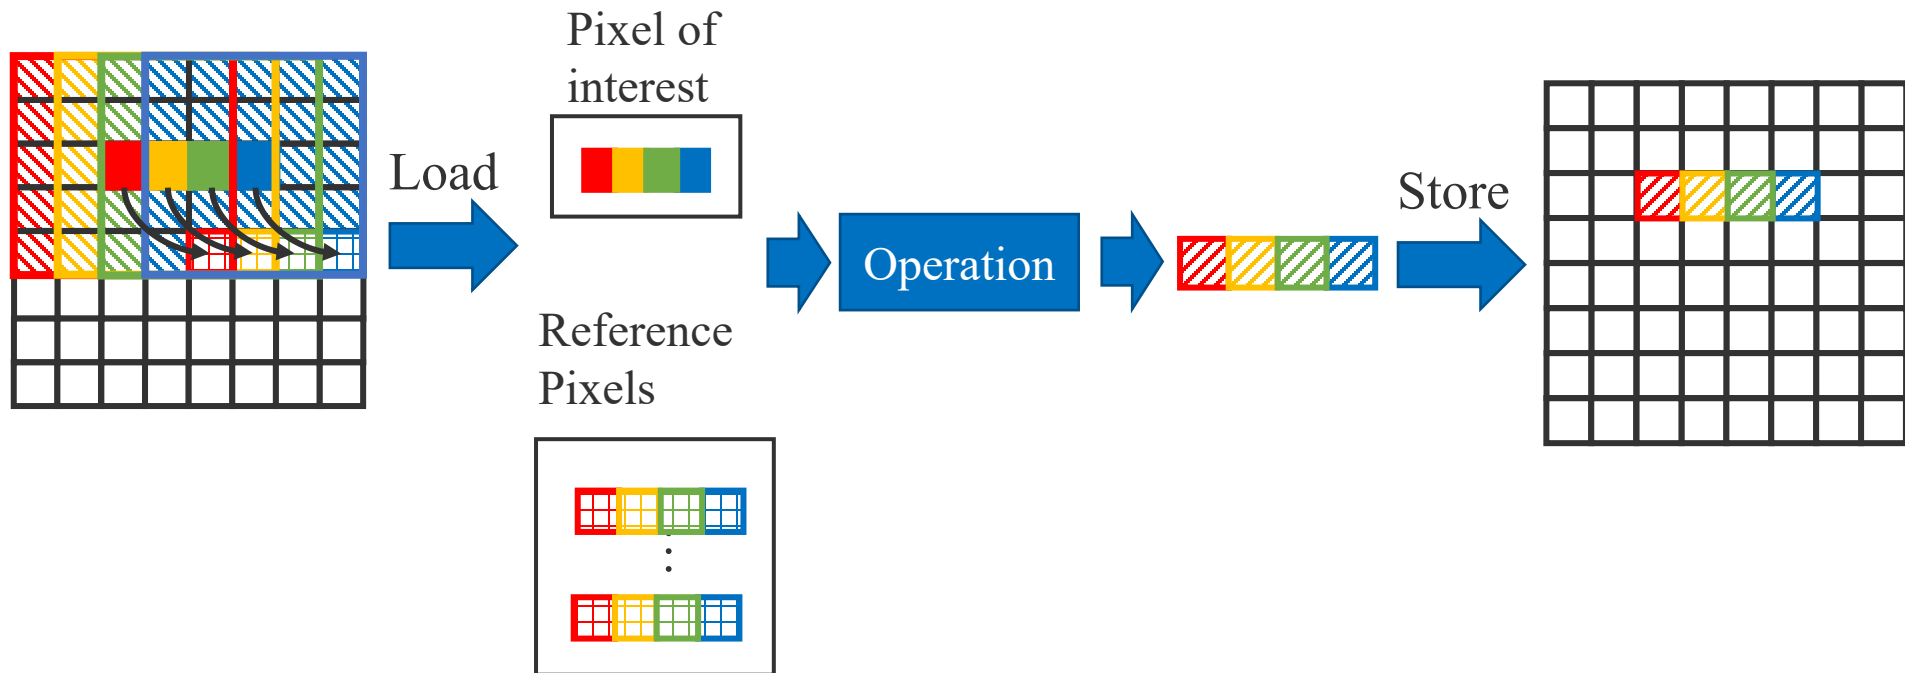 Pixel of
interest
Load
Operation
Store
Reference
Pixels